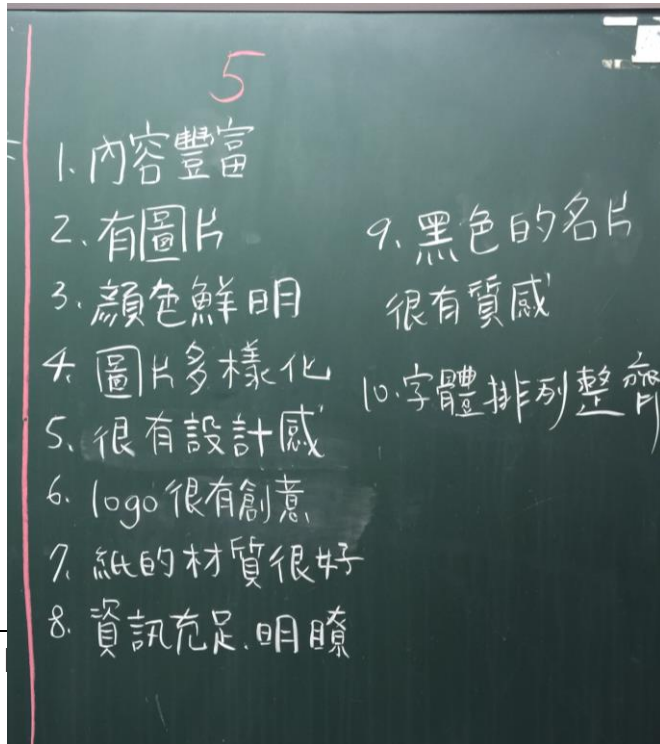 5
1. 內容豐富
2. 有圖片
3. 顏色鮮明
4. 圖片多樣化
5. 很有設計感
6. logo很有創意
7. 紙的材質很好
8. 資訊充足、明瞭
9. 黑色的名片
很有質感
10. 字體排列整齊